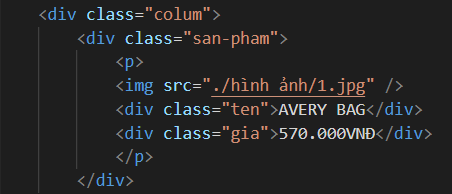 <div class="colum">
<div class="san-pham">
<p>
<img src="./hình ảnh/1.jpg" />
<div class="ten">AVERY BAG</div>
<div class="gia">570.000VNĐ</div>
</p>
</div>